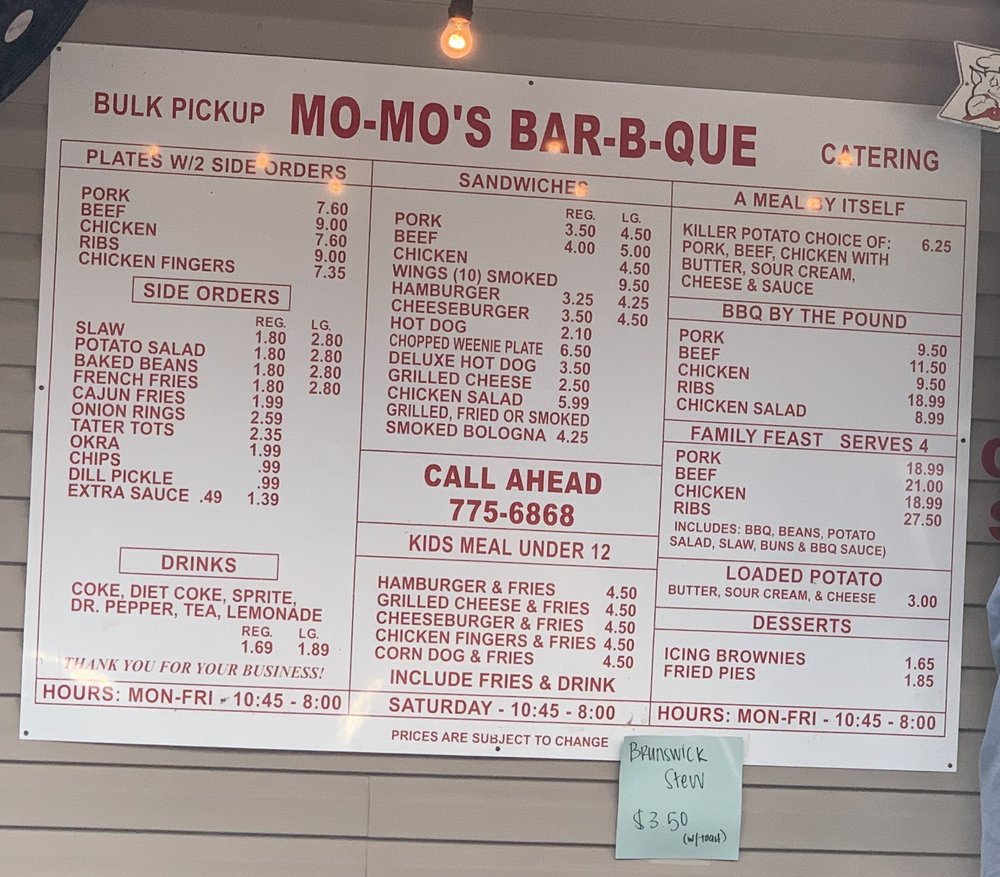 BULK PICKUP MO-MO'S BAR-B-QUE CATERING
PLATES W/2 SIDE ORDERS
PORK 7.60
BEEF 9.00
CHICKEN 7.60
RIBS 9.00
CHICKEN FINGERS 7.35
SIDE ORDERS
REG. LG.
SLAW 1.80 2.80
POTATO SALAD 1.80 2.80
BAKED BEANS 1.80 2.80
FRENCH FRIES 1.80 2.80
CAJUN FRIES 1.99
ONION RINGS 2.59
TATER TOTS 2.35
OKRA 1.99
CHIPS .99
DILL PICKLE .99
EXTRA SAUCE .49 1.39
DRINKS
COKE, DIET COKE, SPRITE,
DR. PEPPER, TEA, LEMONADE
REG. LG.
1.69 1.89
THANK YOU FOR YOUR BUSINESS!
HOURS: MON-FRI - 10:45 - 8:00
SANDWICHES
REG. LG.
PORK 3.50 4.50
BEEF 4.00 5.00
CHICKEN 4.50
WINGS (10) SMOKED 9.50
HAMBURGER 3.25 4.25
CHEESEBURGER 3.50 4.50
HOT DOG 2.10
CHOPPED WEENIE PLATE 6.50
DELUXE HOT DOG 3.50
GRILLED CHEESE 2.50
CHICKEN SALAD 5.99
GRILLED, FRIED OR SMOKED
SMOKED BOLOGNA 4.25
CALL AHEAD
775-6868
KIDS MEAL UNDER 12
HAMBURGER & FRIES 4.50
GRILLED CHEESE & FRIES 4.50
CHEESEBURGER & FRIES 4.50
CHICKEN FINGERS & FRIES 4.50
CORN DOG & FRIES 4.50
INCLUDE FRIES & DRINK
SATURDAY - 10:45 - 8:00
A MEAL BY ITSELF
KILLER POTATO CHOICE OF: 6.25
PORK, BEEF, CHICKEN WITH
BUTTER, SOUR CREAM,
CHEESE & SAUCE
BBQ BY THE POUND
PORK 9.50
BEEF 11.50
CHICKEN 9.50
RIBS 18.99
CHICKEN SALAD 8.99
FAMILY FEAST SERVES 4
PORK 18.99
BEEF 21.00
CHICKEN 18.99
RIBS 27.50
INCLUDES: BBQ, BEANS, POTATO
SALAD, SLAW, BUNS & BBQ SAUCE)
LOADED POTATO
BUTTER, SOUR CREAM, & CHEESE 3.00
DESSERTS
ICING BROWNIES 1.65
FRIED PIES 1.85
HOURS: MON-FRI - 10:45 - 8:00
PRICES ARE SUBJECT TO CHANGE
BRUNSWICK
Stew
$3.50
(w/toast)